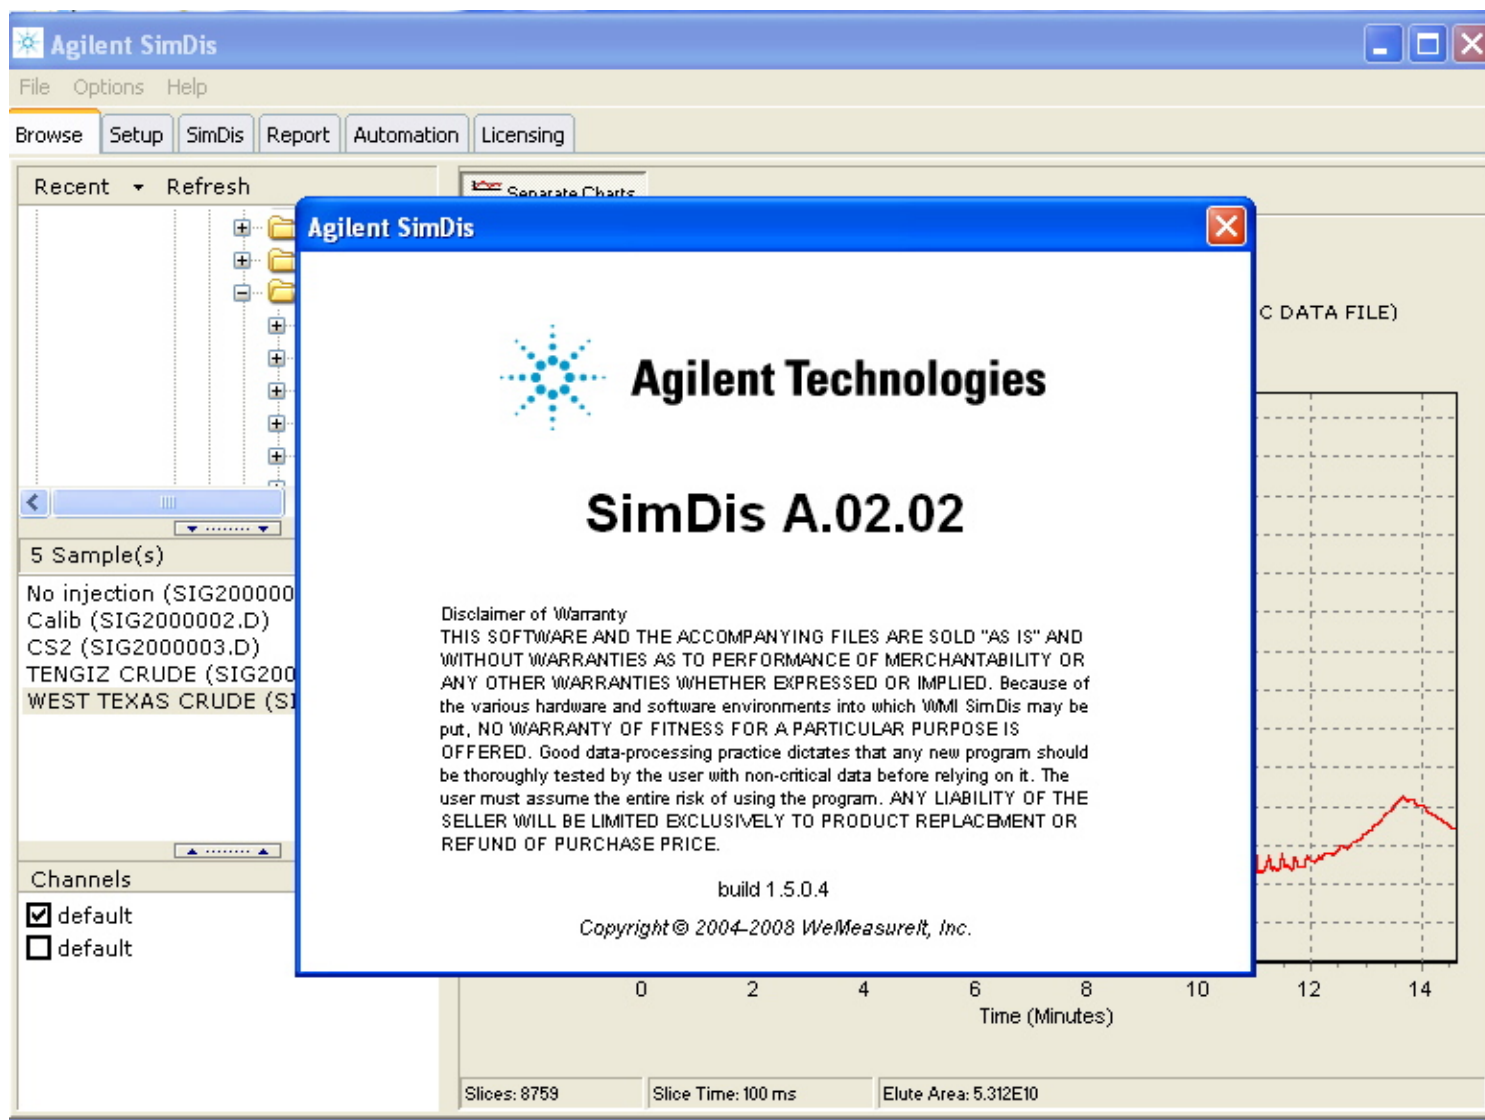 Agilent SimDis
File Options Help
Browse Setup SimDis Report Automation Licensing
Recent Refresh
Separate Charts
Agilent SimDis
C DATA FILE)
Agilent Technologies
SimDis A.02.02
5 Sample(s)
No injection (SIG200000
Calib (SIG2000002.D)
CS2 (SIG2000003.D)
TENGIZ CRUDE (SIG200
WEST TEXAS CRUDE (SI
Disclaimer of Warranty
THIS SOFTWARE AND THE ACCOMPANYING FILES ARE SOLD "AS IS" AND
WITHOUT WARRANTIES AS TO PERFORMANCE OF MERCHANTABILITY OR
ANY OTHER WARRANTIES WHETHER EXPRESSED OR IMPLIED. Because of
the various hardware and software environments into which WMI SimDis may be
put, NO WARRANTY OF FITNESS FOR A PARTICULAR PURPOSE IS
OFFERED. Good data-processing practice dictates that any new program should
be thoroughly tested by the user with non-critical data before relying on it. The
user must assume the entire risk of using the program. ANY LIABILITY OF THE
SELLER WILL BE LIMITED EXCLUSIVELY TO PRODUCT REPLACEMENT OR
REFUND OF PURCHASE PRICE.
build 1.5.0.4
Copyright © 2004-2008 WeMeasureIt, Inc.
Channels
default
default
0 2 4 6 8 10 12 14
Time (Minutes)
Slices: 8759 Slice Time: 100 ms Elute Area: 5.312E10